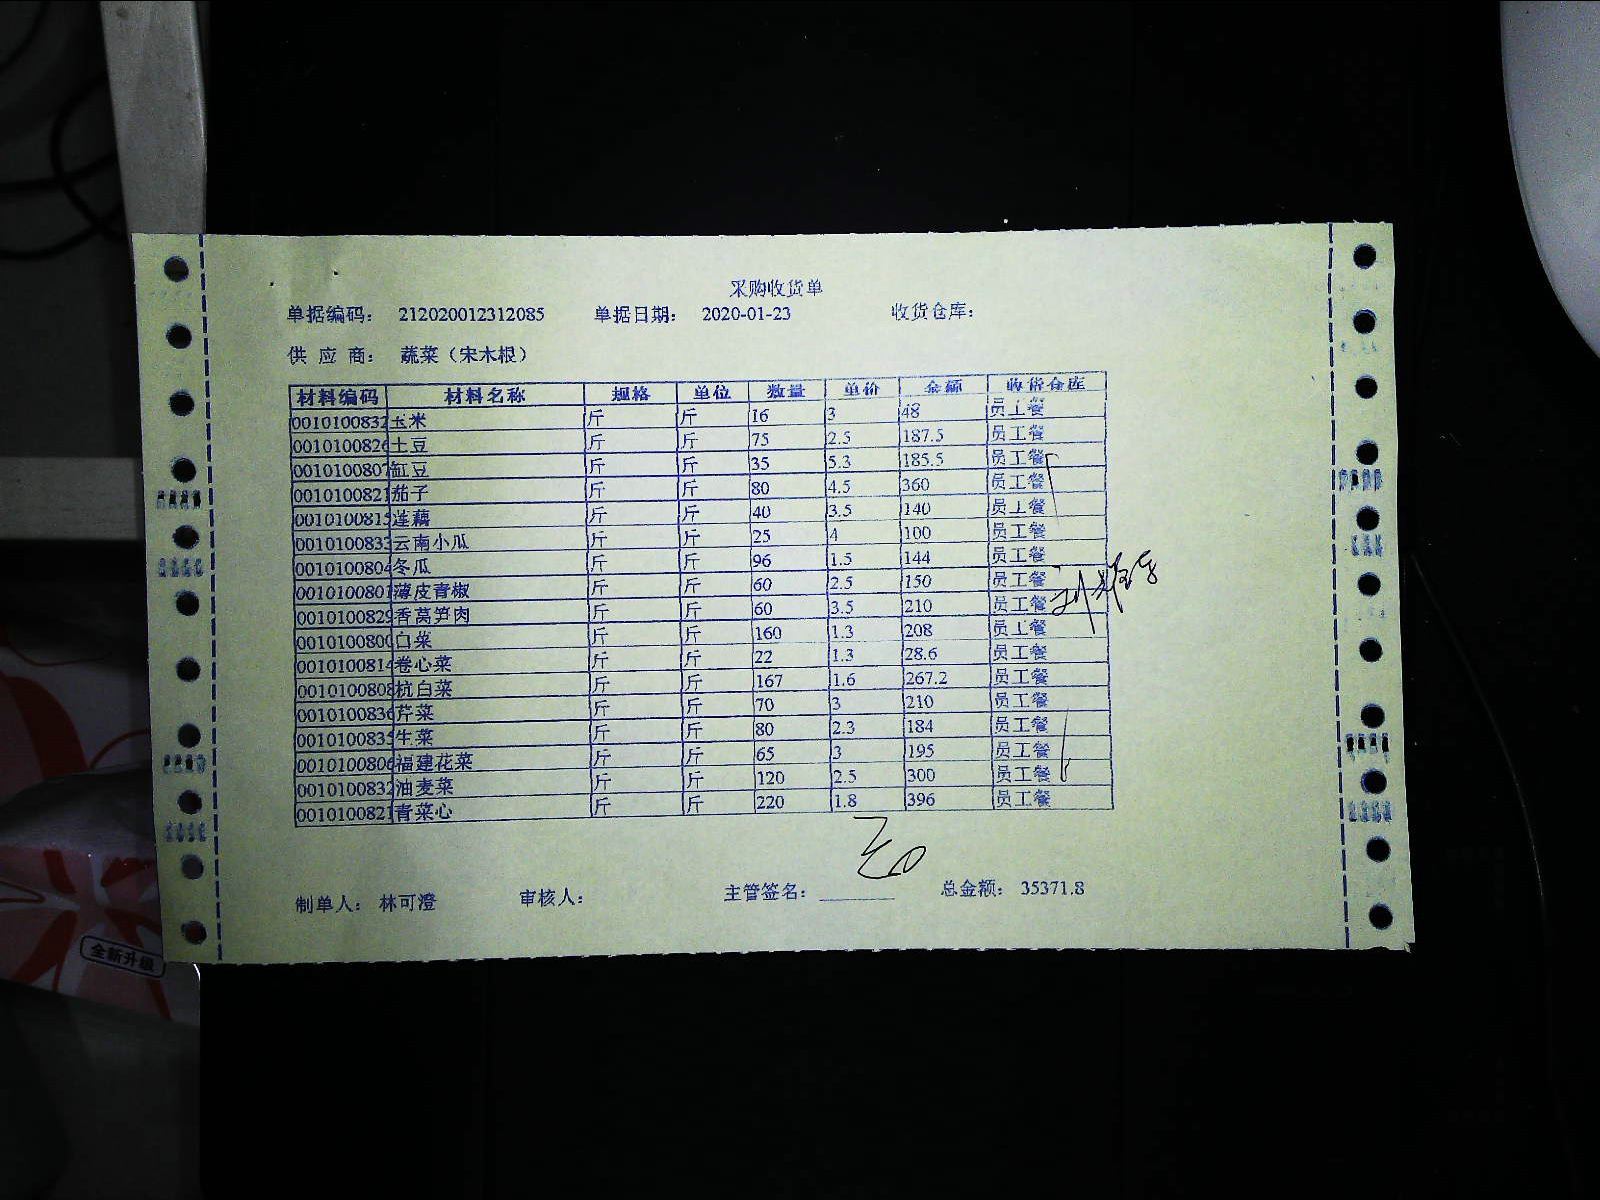 采购收货单
单据编码： 212020012312085 单据日期： 2020-01-23 收货仓库：
供 应 商： 蔬菜（宋木根）
材料编码 材料名称 规格 单位 数量 单价 金额 收货仓库
0010100832 玉米 斤 斤 16 3 48 员工餐
0010100826 土豆 斤 斤 75 2.5 187.5 员工餐
0010100807 缸豆 斤 斤 35 5.3 185.5 员工餐
0010100821 茄子 斤 斤 80 4.5 360 员工餐
0010100815 莲藕 斤 斤 40 3.5 140 员工餐
0010100833 云南小瓜 斤 斤 25 4 100 员工餐
0010100804 冬瓜 斤 斤 96 1.5 144 员工餐
0010100801 薄皮青椒 斤 斤 60 2.5 150 员工餐
0010100829 香莴笋肉 斤 斤 60 3.5 210 员工餐
0010100800 白菜 斤 斤 160 1.3 208 员工餐
0010100814 卷心菜 斤 斤 22 1.3 28.6 员工餐
0010100808 杭白菜 斤 斤 167 1.6 267.2 员工餐
0010100836 芹菜 斤 斤 70 3 210 员工餐
0010100835 生菜 斤 斤 80 2.3 184 员工餐
0010100806 福建花菜 斤 斤 65 3 195 员工餐
0010100832 油麦菜 斤 斤 120 2.5 300 员工餐
0010100821 青菜心 斤 斤 220 1.8 396 员工餐
制单人： 林可澄 审核人： 主管签名： 总金额： 35371.8
全新升级